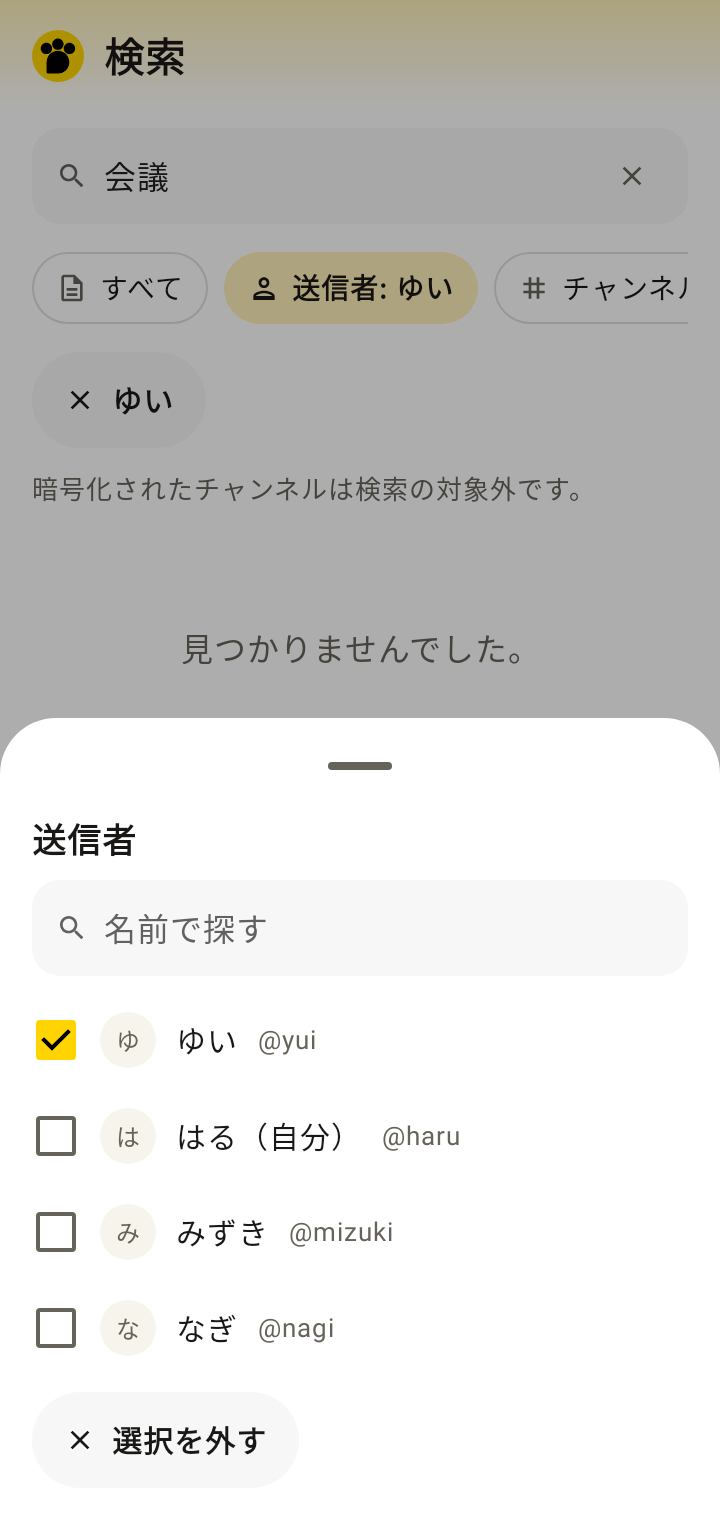 検索
会議
すべて
送信者: ゆい
チャンネル
ゆい
暗号化されたチャンネルは検索の対象外です。
見つかりませんでした。
送信者
名前で探す
ゆ ゆい @yui
は はる（自分） @haru
み みずき @mizuki
な なぎ @nagi
選択を外す